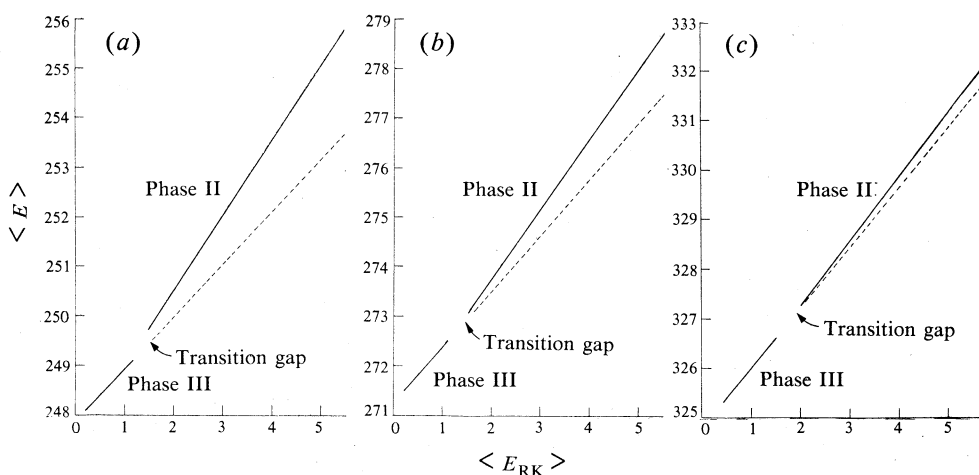 (a)
256
255
254
253
252
251
250
249
248
0 1 2 3 4 5
Phase II
Transition gap
Phase III
(b)
279
278
277
276
275
274
273
272
271
0 1 2 3 4 5
Phase II
Transition gap
Phase III
(c)
333
332
331
330
329
328
327
326
325
0 1 2 3 4 5
Phase II
Transition gap
Phase III
< E >
< E_RK >